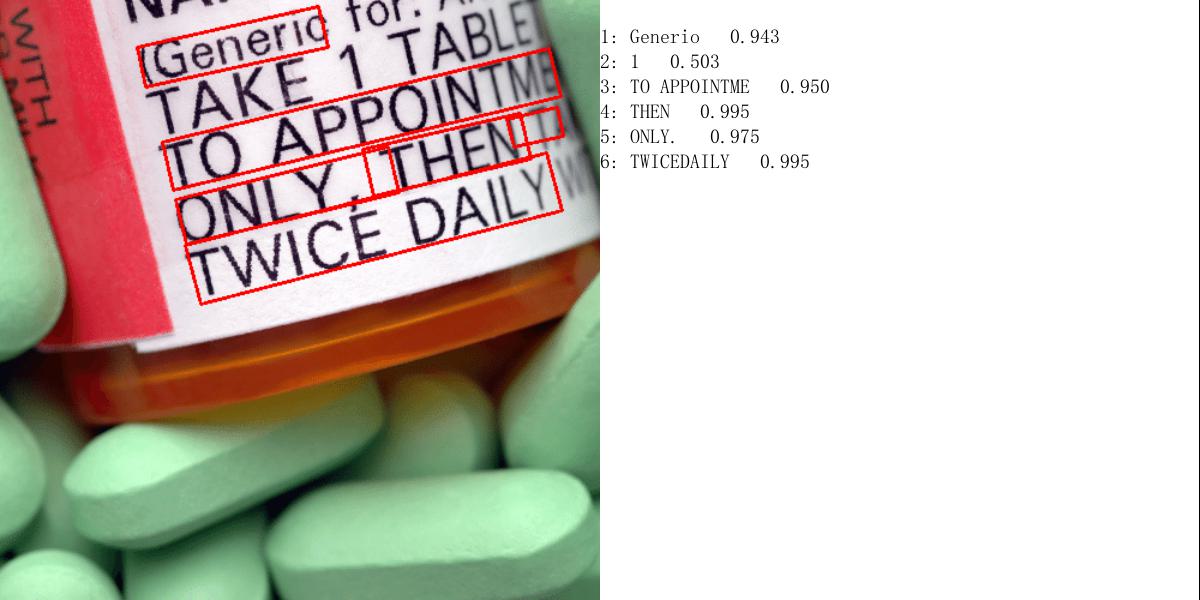 WITH
(Generic for:
TAKE 1 TABLET
TO APPOINTME
ONLY, THEN
TWICE DAILY
1: Generio 0.943
2: 1 0.503
3: TO APPOINTME 0.950
4: THEN 0.995
5: ONLY. 0.975
6: TWICEDAILY 0.995